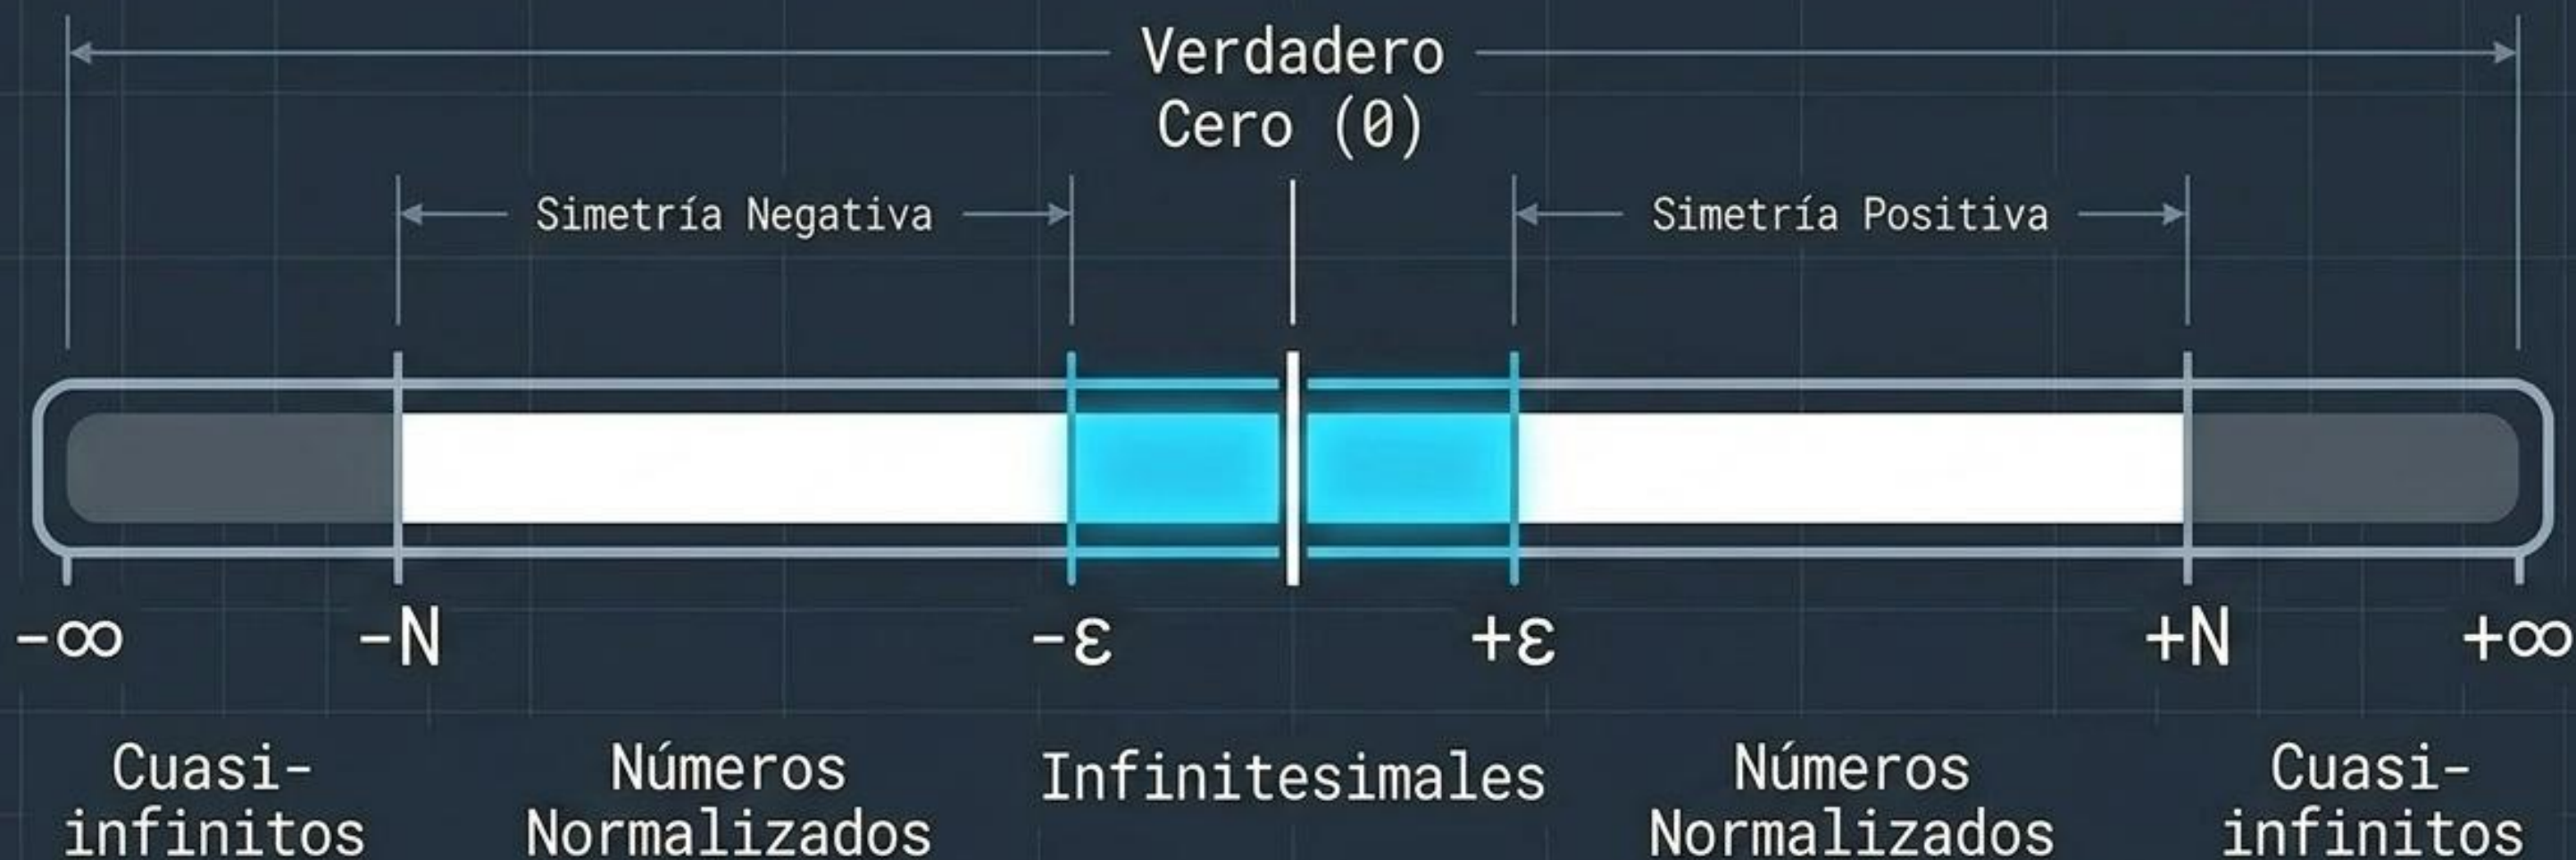 Verdadero
Cero (0)
Simetría Negativa
Simetría Positiva
-∞
-N
-ε
+ε
+N
+∞
Cuasi-
infinitos
Números
Normalizados
Infinitesimales
Números
Normalizados
Cuasi-
infinitos